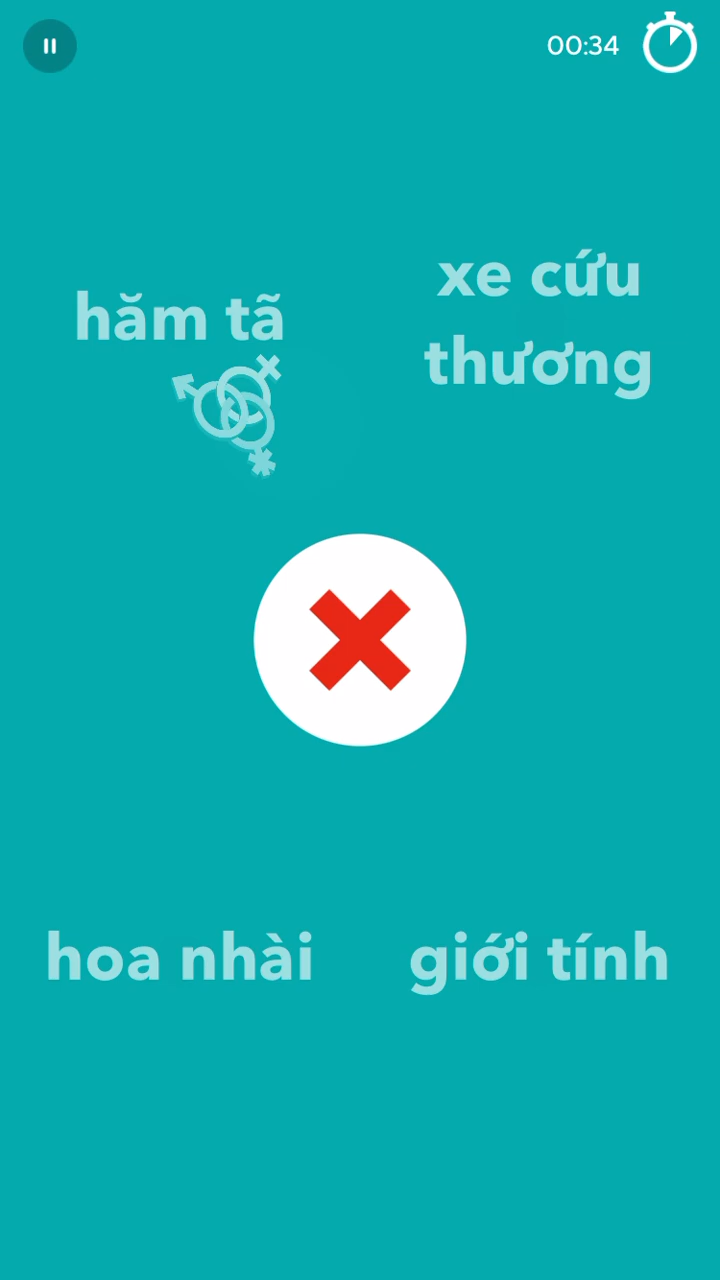 00:34
hăm tã
xe cứu
thương
hoa nhài
giới tính